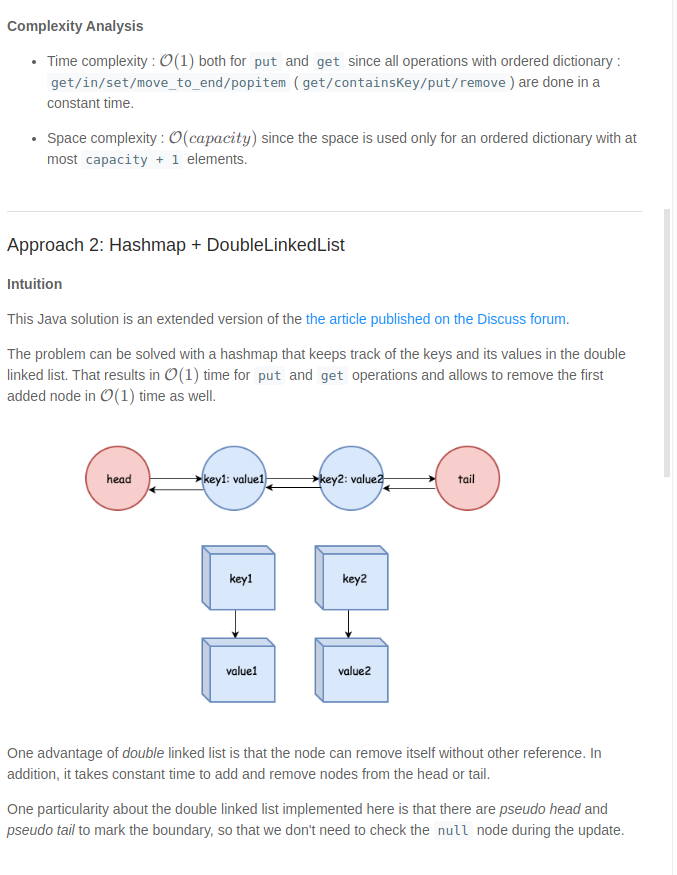 Complexity Analysis
• Time complexity : O(1) both for put and get since all operations with ordered dictionary :
get/in/set/move_to_end/popitem ( get/containsKey/put/remove ) are done in a
constant time.
• Space complexity : O(capacity) since the space is used only for an ordered dictionary with at
most capacity + 1 elements.
Approach 2: Hashmap + DoubleLinkedList
Intuition
This Java solution is an extended version of the the article published on the Discuss forum.
The problem can be solved with a hashmap that keeps track of the keys and its values in the double
linked list. That results in O(1) time for put and get operations and allows to remove the first
added node in O(1) time as well.
head key1: value1 key2: value2 tail
key1 key2
value1 value2
One advantage of double linked list is that the node can remove itself without other reference. In
addition, it takes constant time to add and remove nodes from the head or tail.
One particularity about the double linked list implemented here is that there are pseudo head and
pseudo tail to mark the boundary, so that we don't need to check the null node during the update.